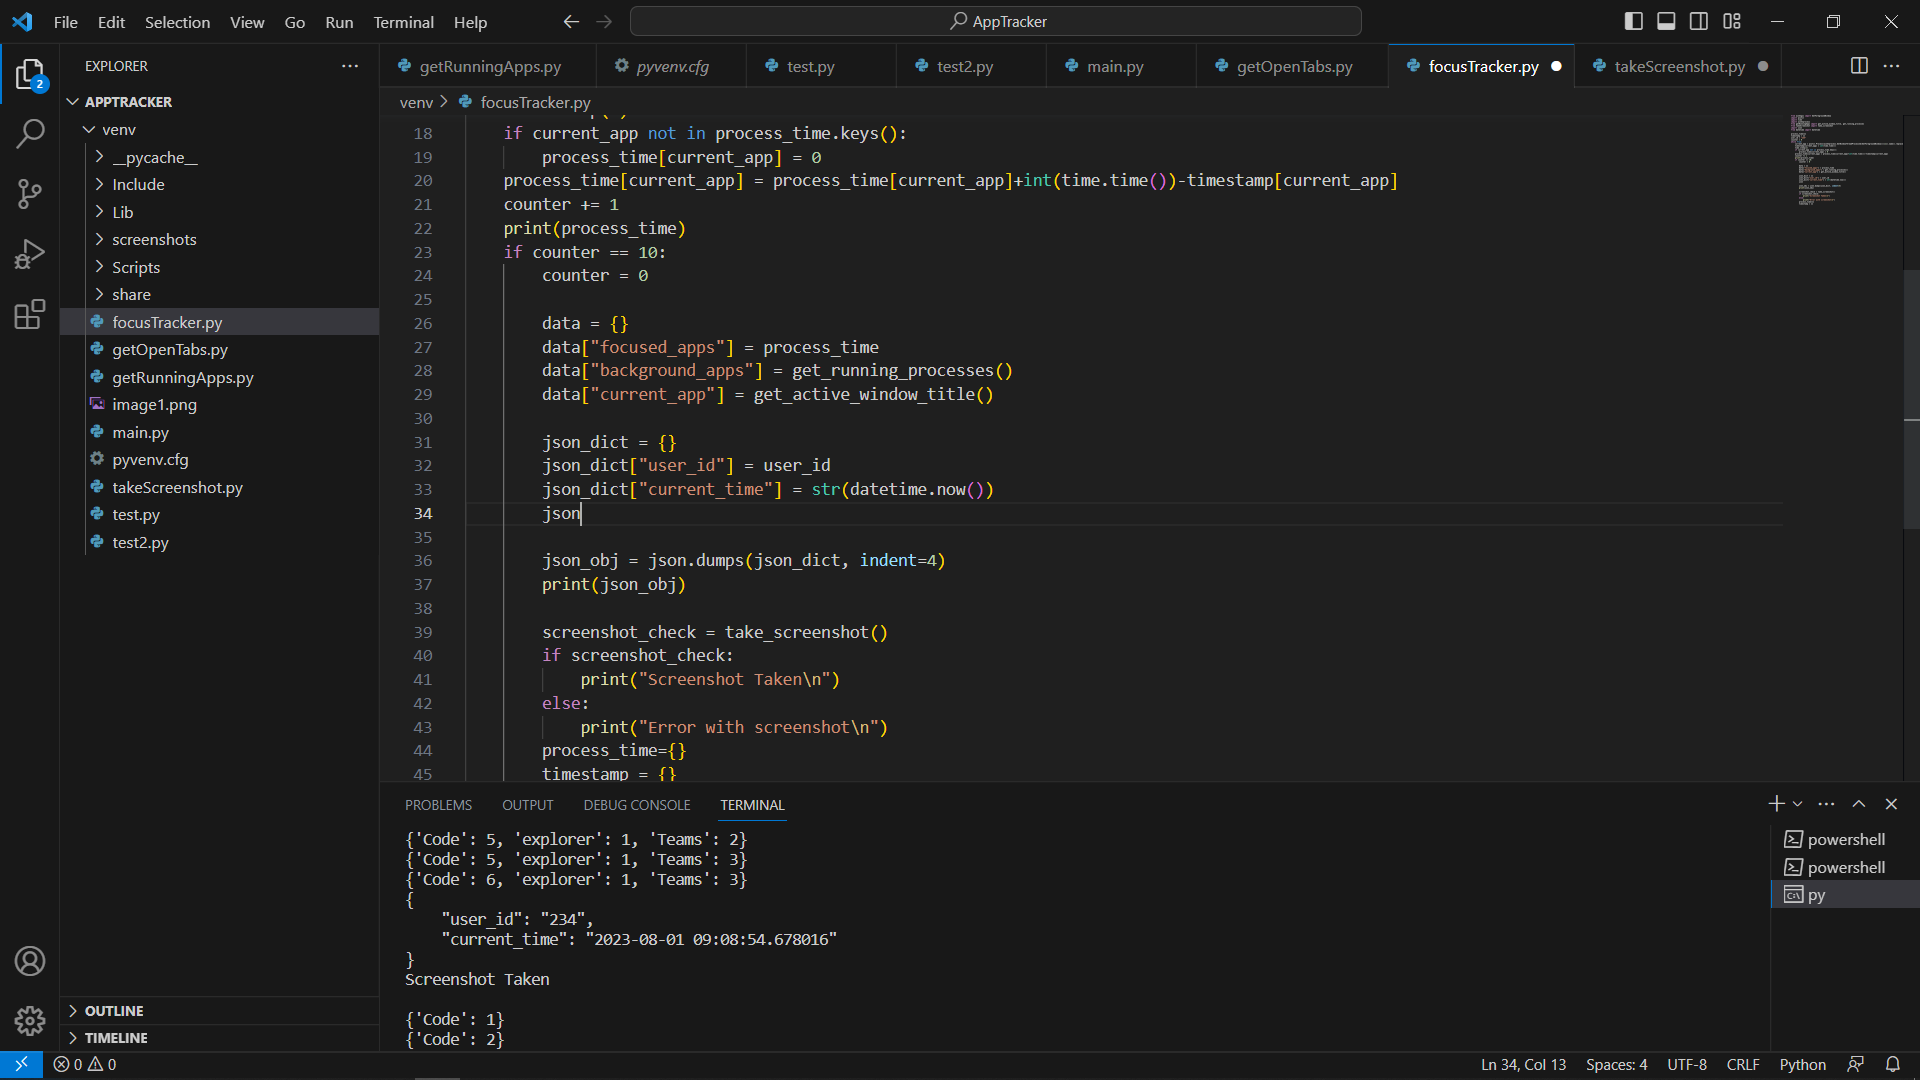 File Edit Selection View Go Run Terminal Help
AppTracker
EXPLORER
APPTRACKER
venv
__pycache__
Include
Lib
screenshots
Scripts
share
focusTracker.py
getOpenTabs.py
getRunningApps.py
image1.png
main.py
pyvenv.cfg
takeScreenshot.py
test.py
test2.py
OUTLINE
TIMELINE
2
getRunningApps.py pyvenv.cfg test.py test2.py main.py getOpenTabs.py focusTracker.py takeScreenshot.py
venv > focusTracker.py
18 if current_app not in process_time.keys():
19 process_time[current_app] = 0
20 process_time[current_app] = process_time[current_app]+int(time.time())-timestamp[current_app]
21 counter += 1
22 print(process_time)
23 if counter == 10:
24 counter = 0
25
26 data = {}
27 data["focused_apps"] = process_time
28 data["background_apps"] = get_running_processes()
29 data["current_app"] = get_active_window_title()
30
31 json_dict = {}
32 json_dict["user_id"] = user_id
33 json_dict["current_time"] = str(datetime.now())
34 json
35
36 json_obj = json.dumps(json_dict, indent=4)
37 print(json_obj)
38
39 screenshot_check = take_screenshot()
40 if screenshot_check:
41 print("Screenshot Taken\n")
42 else:
43 print("Error with screenshot\n")
44 process_time={}
45 timestamp = {}
PROBLEMS OUTPUT DEBUG CONSOLE TERMINAL
{'Code': 5, 'explorer': 1, 'Teams': 2}
{'Code': 5, 'explorer': 1, 'Teams': 3}
{'Code': 6, 'explorer': 1, 'Teams': 3}
{
"user_id": "234",
"current_time": "2023-08-01 09:08:54.678016"
}
Screenshot Taken
{'Code': 1}
{'Code': 2}
powershell
powershell
py
0 0 Ln 34, Col 13 Spaces: 4 UTF-8 CRLF Python